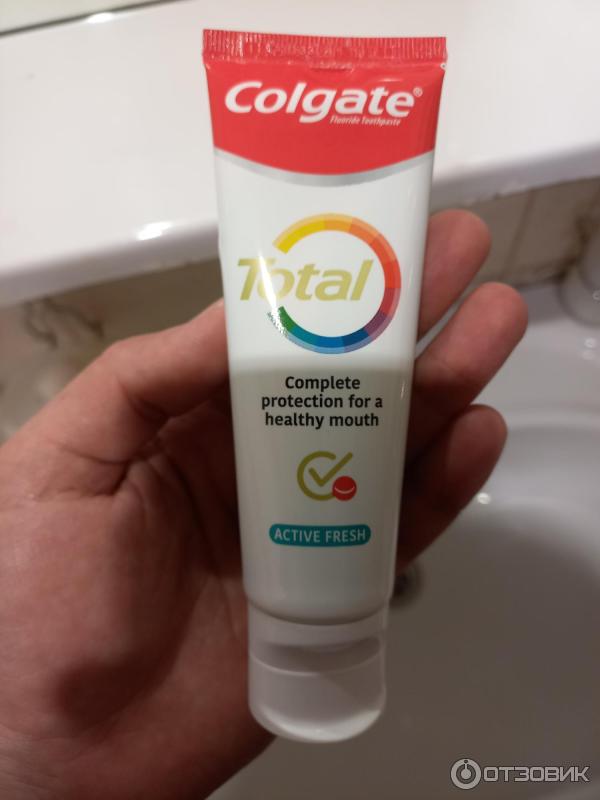 Colgate®
Fluoride Toothpaste
Total
Complete
protection for a
healthy mouth
ACTIVE FRESH
ОТЗОВИК